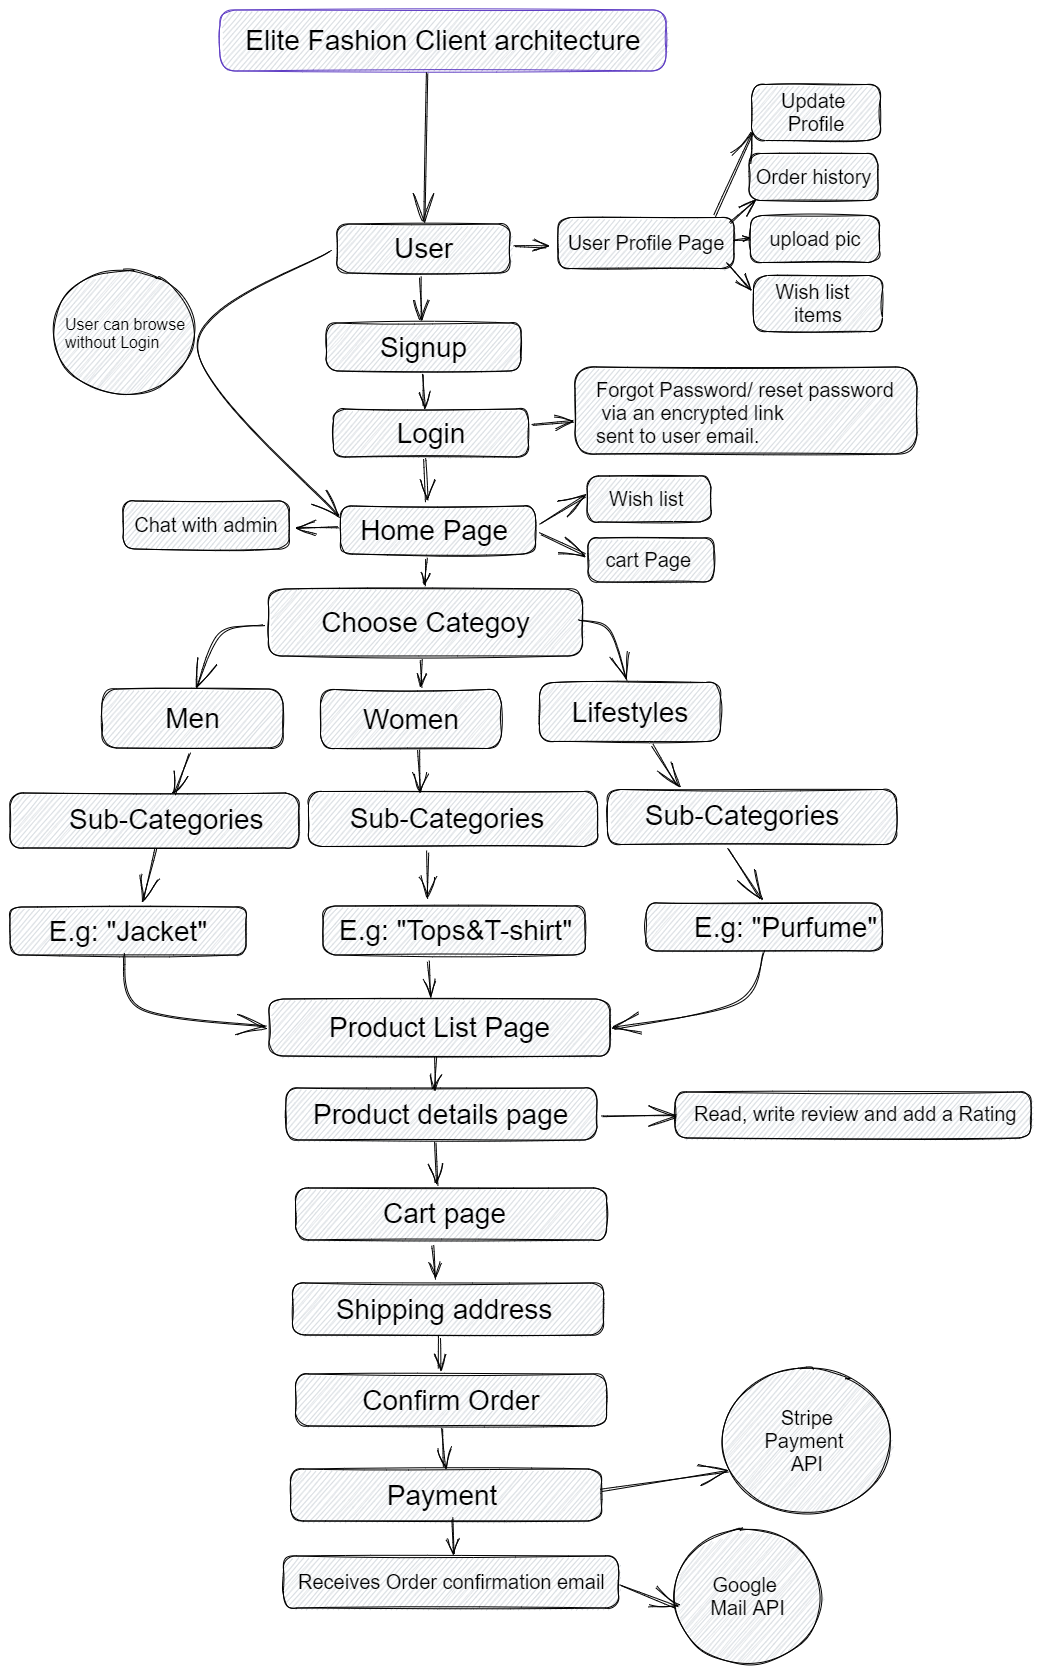 Elite Fashion Client architecture
Update
Profile
Order history
User
User Profile Page
upload pic
Wish list
items
User can browse
without Login
Signup
Forgot Password/ reset password
via an encrypted link
sent to user email.
Login
Wish list
Chat with admin
Home Page
cart Page
Choose Categoy
Men
Women
Lifestyles
Sub-Categories
Sub-Categories
Sub-Categories
E.g: "Jacket"
E.g: "Tops&T-shirt"
E.g: "Purfume"
Product List Page
Product details page
Read, write review and add a Rating
Cart page
Shipping address
Confirm Order
Stripe
Payment
API
Payment
Receives Order confirmation email
Google
Mail API